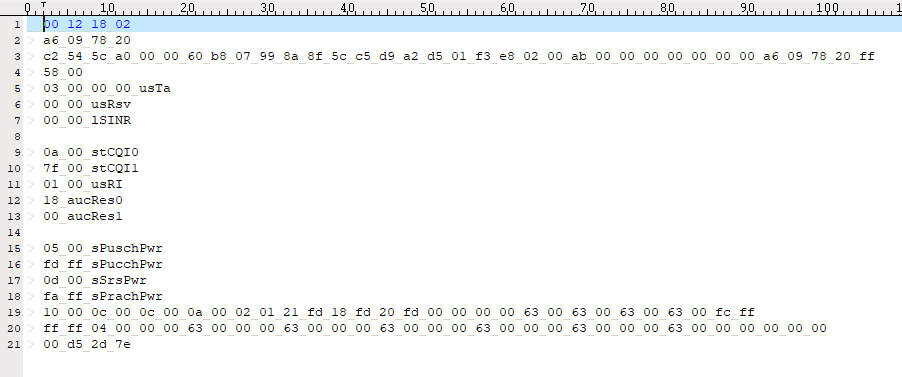 0 10 20 30 40 50 60 70 80 90 100
1 00 12 18 02
2 a6 09 78 20
3 c2 54 5c a0 00 00 60 b8 07 99 8a 8f 5c c5 d9 a2 d5 01 f3 e8 02 00 ab 00 00 00 00 00 00 00 a6 09 78 20 ff
4 58 00
5 03 00 00 00 usTa
6 00 00 usRsv
7 00 00 lSINR
8
9 0a 00 stCQI0
10 7f 00 stCQI1
11 01 00 usRI
12 18 aucRes0
13 00 aucRes1
14
15 05 00 sPuschPwr
16 fd ff sPucchPwr
17 0d 00 sSrsPwr
18 fa ff sPrachPwr
19 10 00 0c 00 0c 00 0a 00 02 01 21 fd 18 fd 20 fd 00 00 00 00 63 00 63 00 63 00 63 00 fc ff
20 ff ff 04 00 00 00 63 00 00 00 63 00 00 00 63 00 00 00 63 00 00 00 63 00 00 00 63 00 00 00 00 00 00
21 00 d5 2d 7e